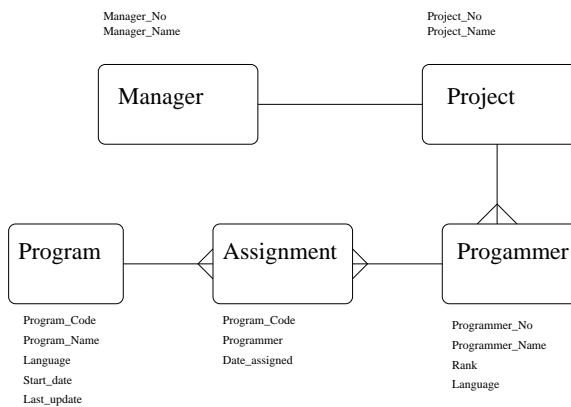 Manager_No
Manager_Name
Project_No
Project_Name
Manager
Project
Program
Assignment
Progammer
Program_Code
Program_Name
Language
Start_date
Last_update
Program_Code
Programmer
Date_assigned
Programmer_No
Programmer_Name
Rank
Language